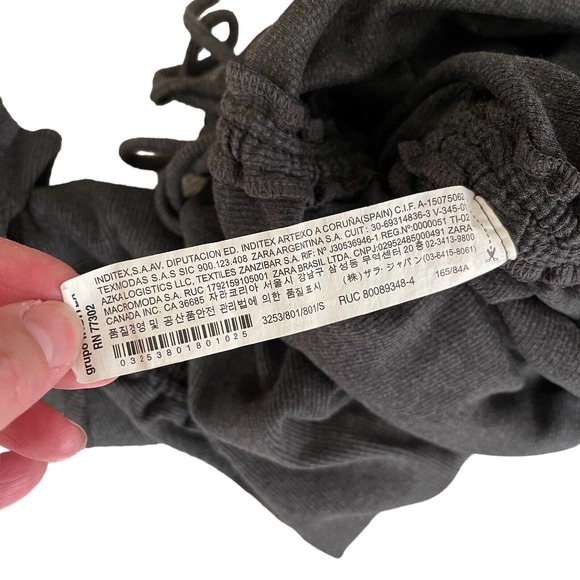 INDITEX,S.A.AV. DIPUTACION ED. INDITEX ARTEIXO A CORUÑA(SPAIN) C.I.F. A-15075062
TEXMODAS S.A.S SIC 900.123.408 ZARA ARGENTINA S.A. CUIT: 30-69314836-3 V-345-01
AZKALOGISTICS LLC, TEXTILES ZANZIBAR S.A. RIF: Nº J30536946-1 REG.Nº:0000051 TI-02
MACROMODA S.A. RUC 1792159105001 ZARA BRASIL LTDA. CNPJ:02952485000491 ZARA
CANADA INC. CA 36685 자라코리아 서울시 강남구 삼성동 무역센터 20층 02-3413-9800
품질경영 및 공산품안전 관리법에 의한 품질표시 (株) ザラ・ジャパン (03-6415-8061)
3253/801/801/S RUC 80089348-4 165/84A
03253801801025
grupo
RN 77302